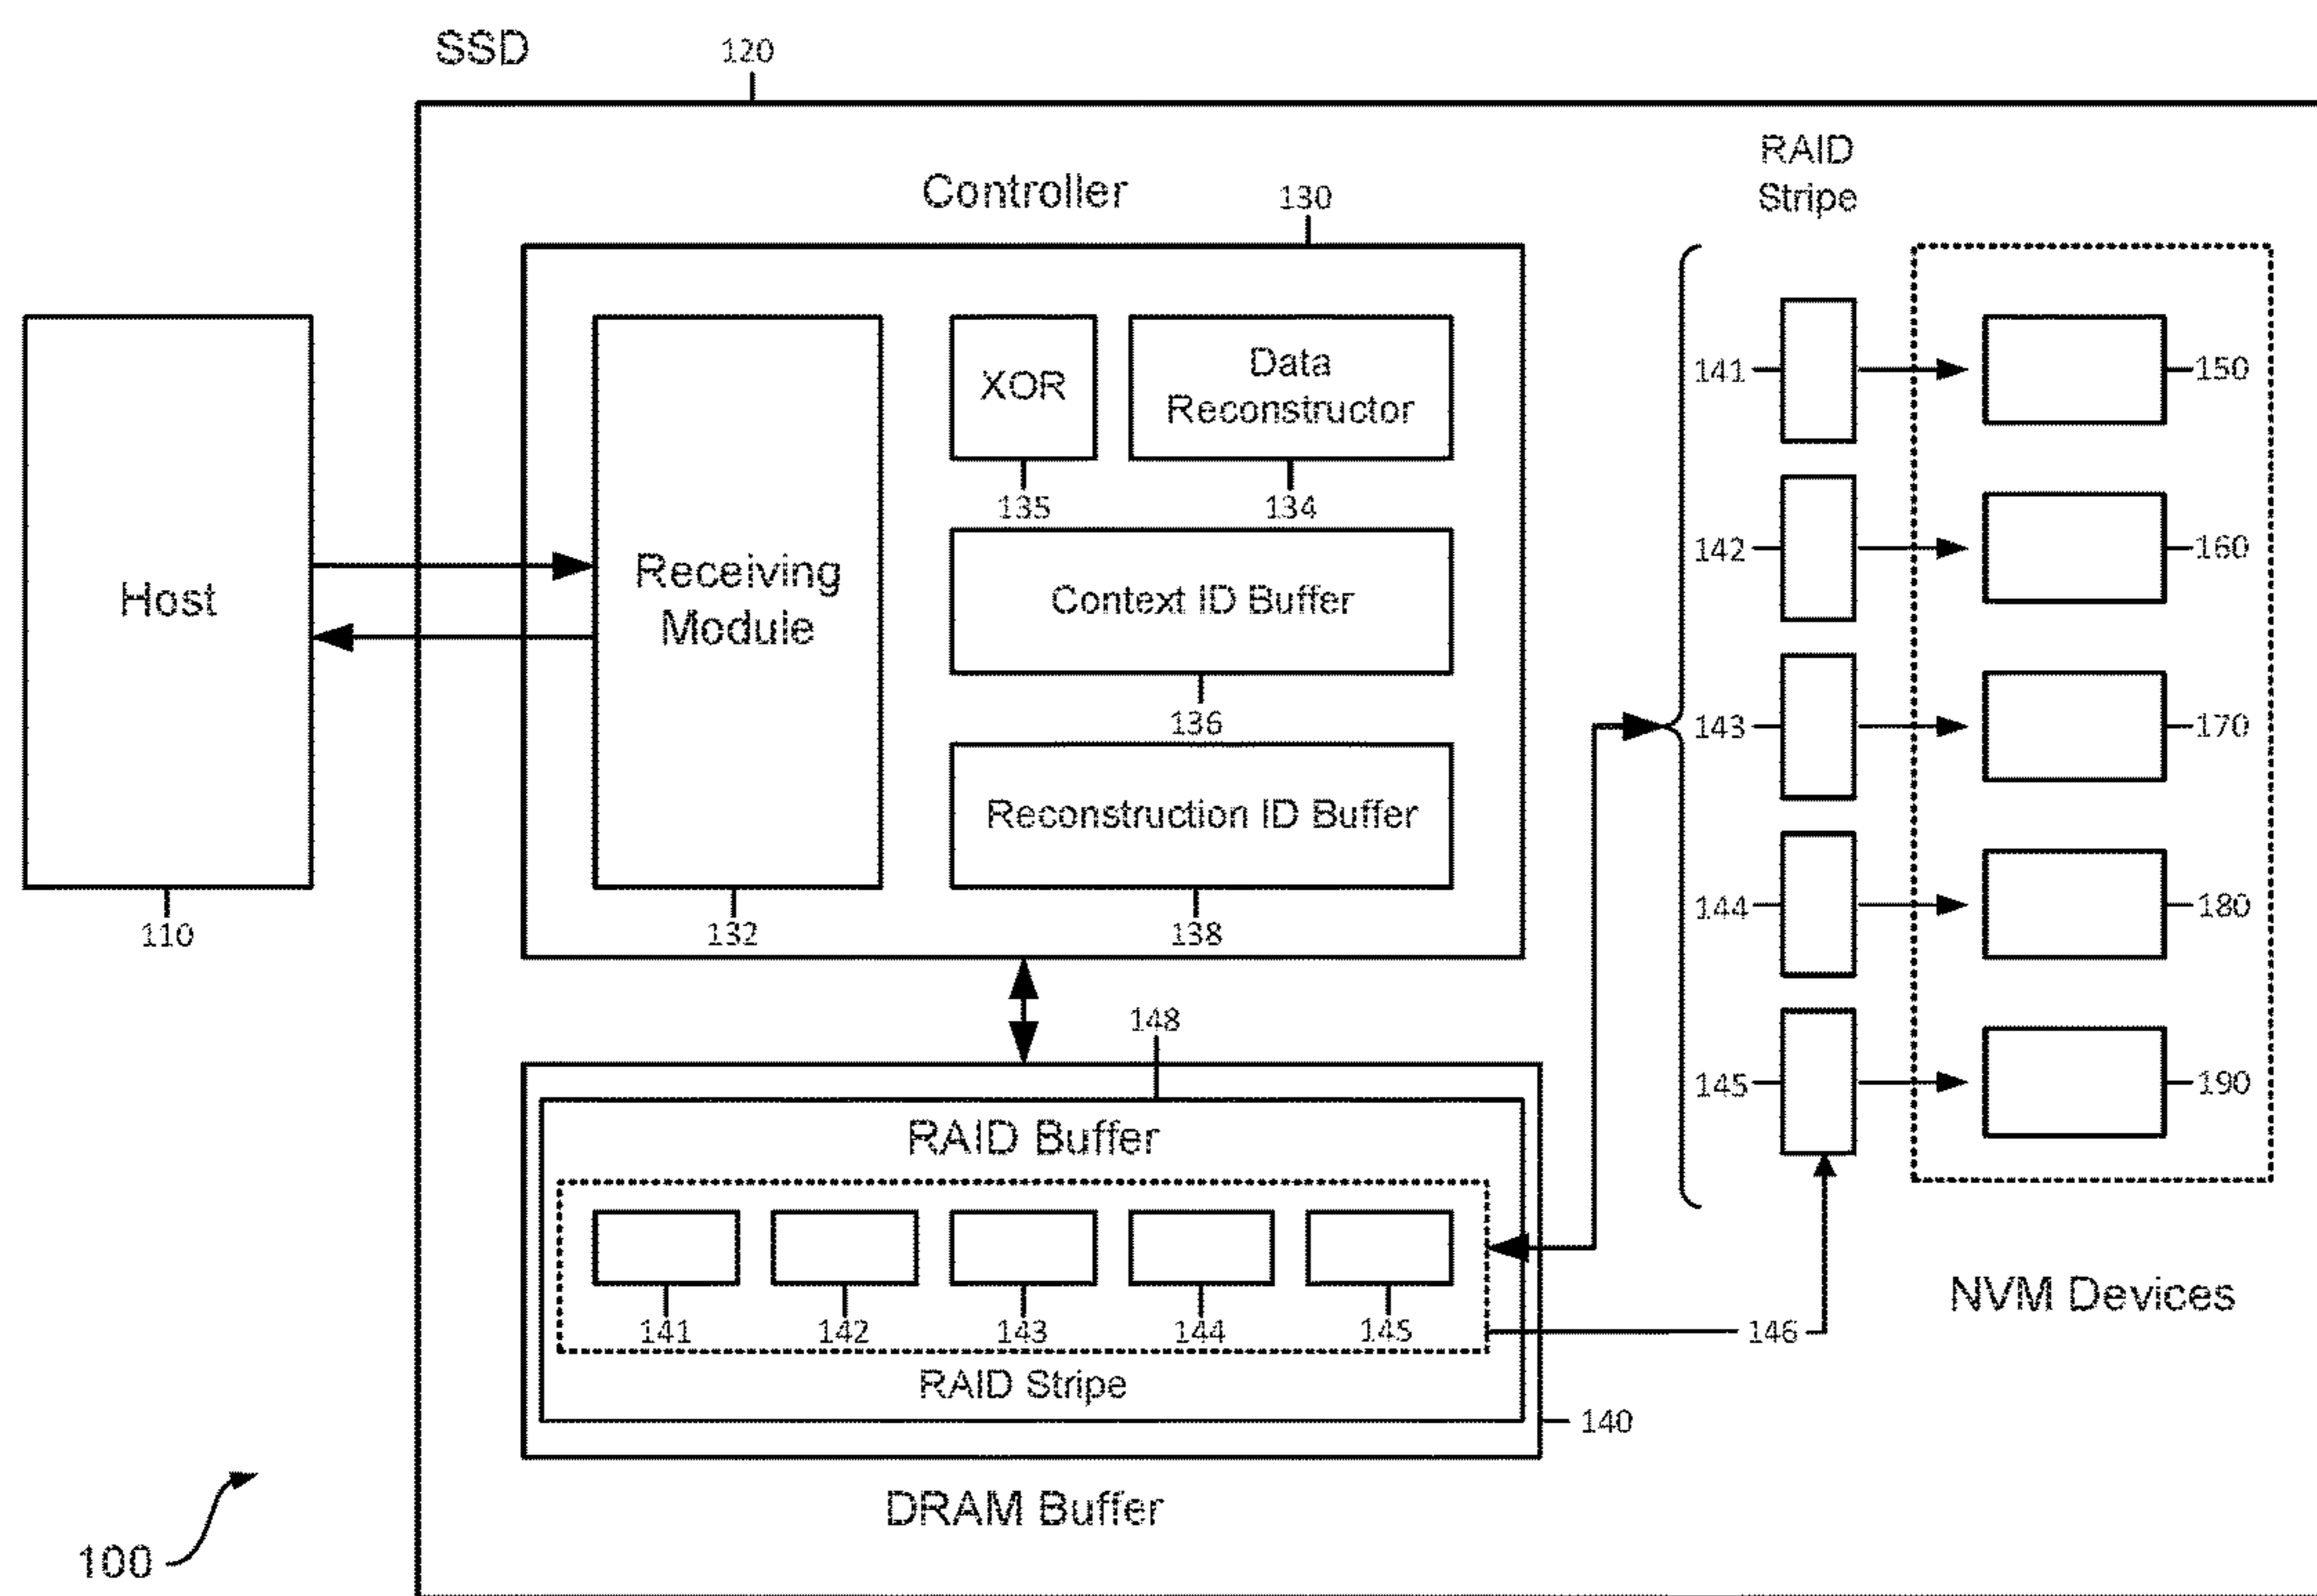 SSD
120
RAID
Stripe
Controller
130
XOR
Data
Reconstructor
141
150
135
134
142
160
Receiving
Module
Host
Context ID Buffer
136
143
170
Reconstruction ID Buffer
110
132
138
144
180
148
145
190
RAID Buffer
141
142
143
144
145
146
NVM Devices
RAID Stripe
140
DRAM Buffer
100